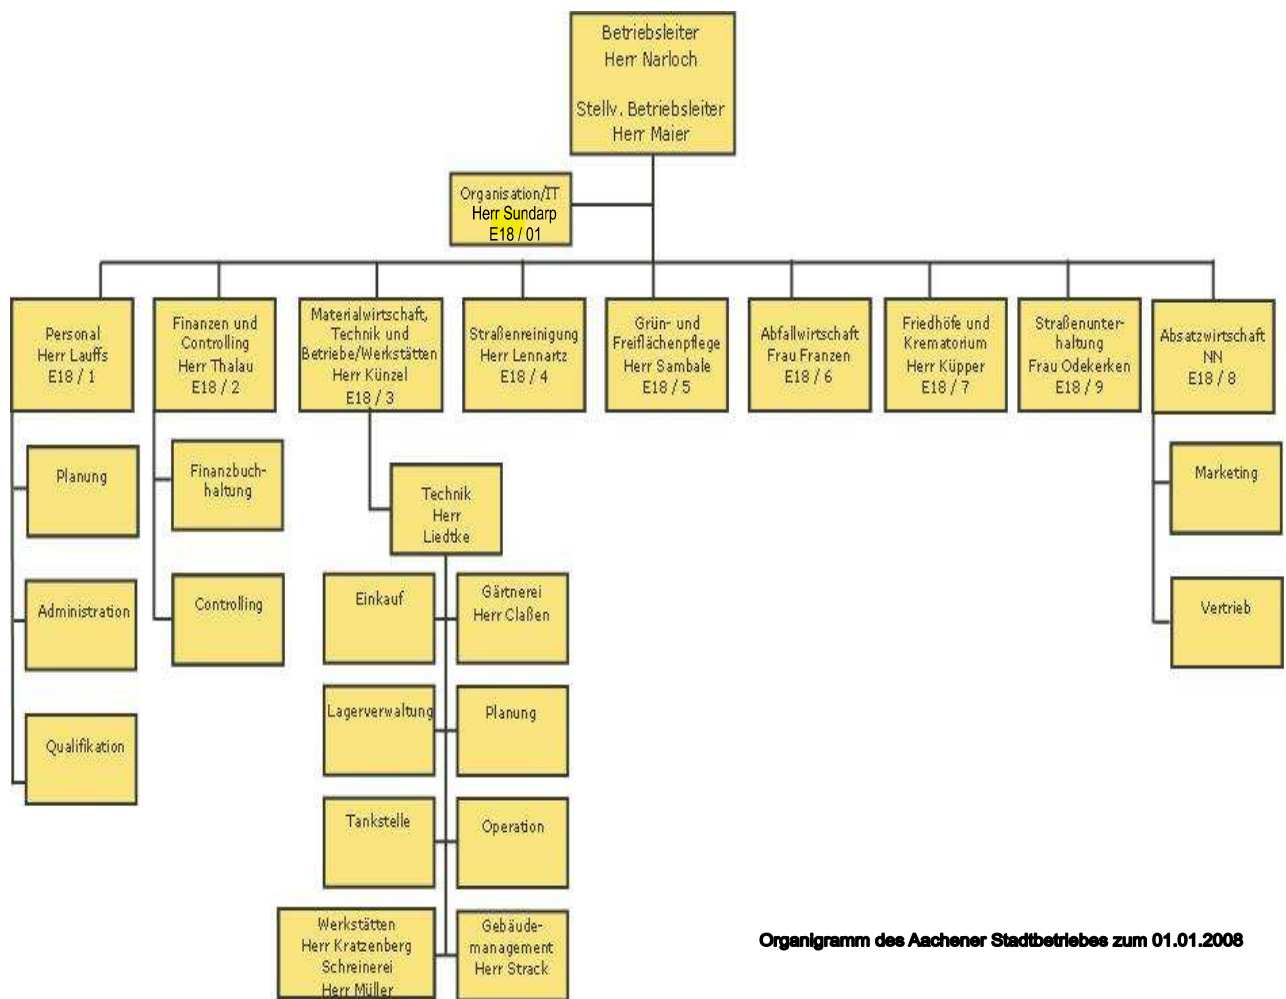 Betriebsleiter
Herr Narloch
Stellv. Betriebsleiter
Herr Maier
Organisation/IT
Herr Sundarp
E18 / 01
Personal
Herr Lauffs
E18 / 1
Finanzen und
Controlling
Herr Thalau
E18 / 2
Materialwirtschaft,
Technik und
Betriebe/Werkstätten
Herr Künzel
E18 / 3
Straßenreinigung
Herr Lennartz
E18 / 4
Grün- und
Freiflächenpflege
Herr Sambale
E18 / 5
Abfallwirtschaft
Frau Franzen
E18 / 6
Friedhöfe und
Krematorium
Herr Küpper
E18 / 7
Straßenunter-
haltung
Frau Odekerken
E18 / 9
Absatzwirtschaft
NN
E18 / 8
Planung
Administration
Qualifikation
Finanzbuch-
haltung
Controlling
Technik
Herr
Liedtke
Einkauf
Gärtnerei
Herr Claßen
Lagerverwaltung
Planung
Tankstelle
Operation
Werkstätten
Herr Kratzenberg
Schreinerei
Herr Müller
Gebäude-
management
Herr Strack
Marketing
Vertrieb
Organigramm des Aachener Stadtbetriebes zum 01.01.2008